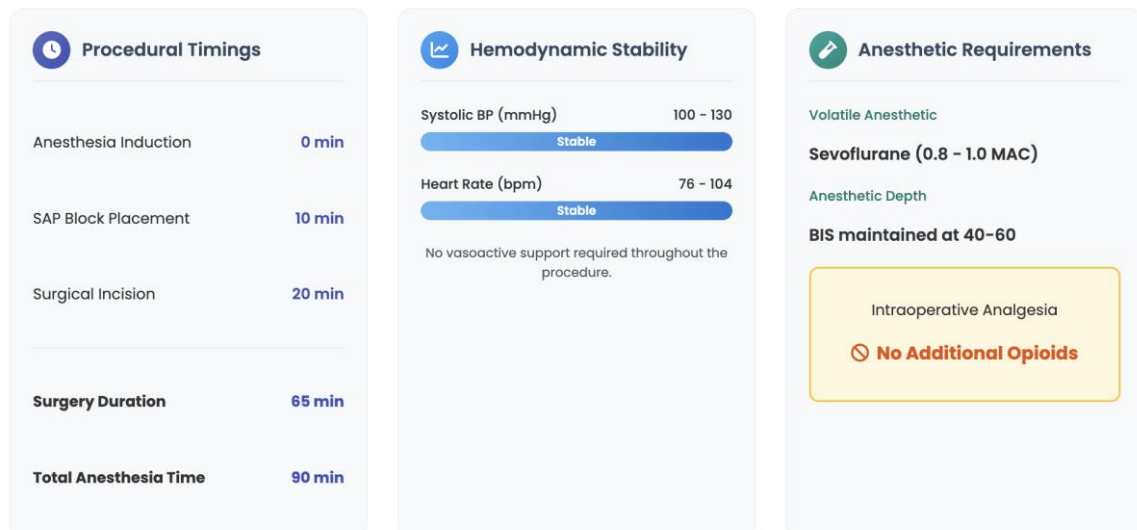 Procedural Timings
Anesthesia Induction 0 min
SAP Block Placement 10 min
Surgical Incision 20 min
Surgery Duration 65 min
Total Anesthesia Time 90 min
Hemodynamic Stability
Systolic BP (mmHg) 100 - 130
Stable
Heart Rate (bpm) 76 - 104
Stable
No vasoactive support required throughout the
procedure.
Anesthetic Requirements
Volatile Anesthetic
Sevoflurane (0.8 - 1.0 MAC)
Anesthetic Depth
BIS maintained at 40-60
Intraoperative Analgesia
No Additional Opioids